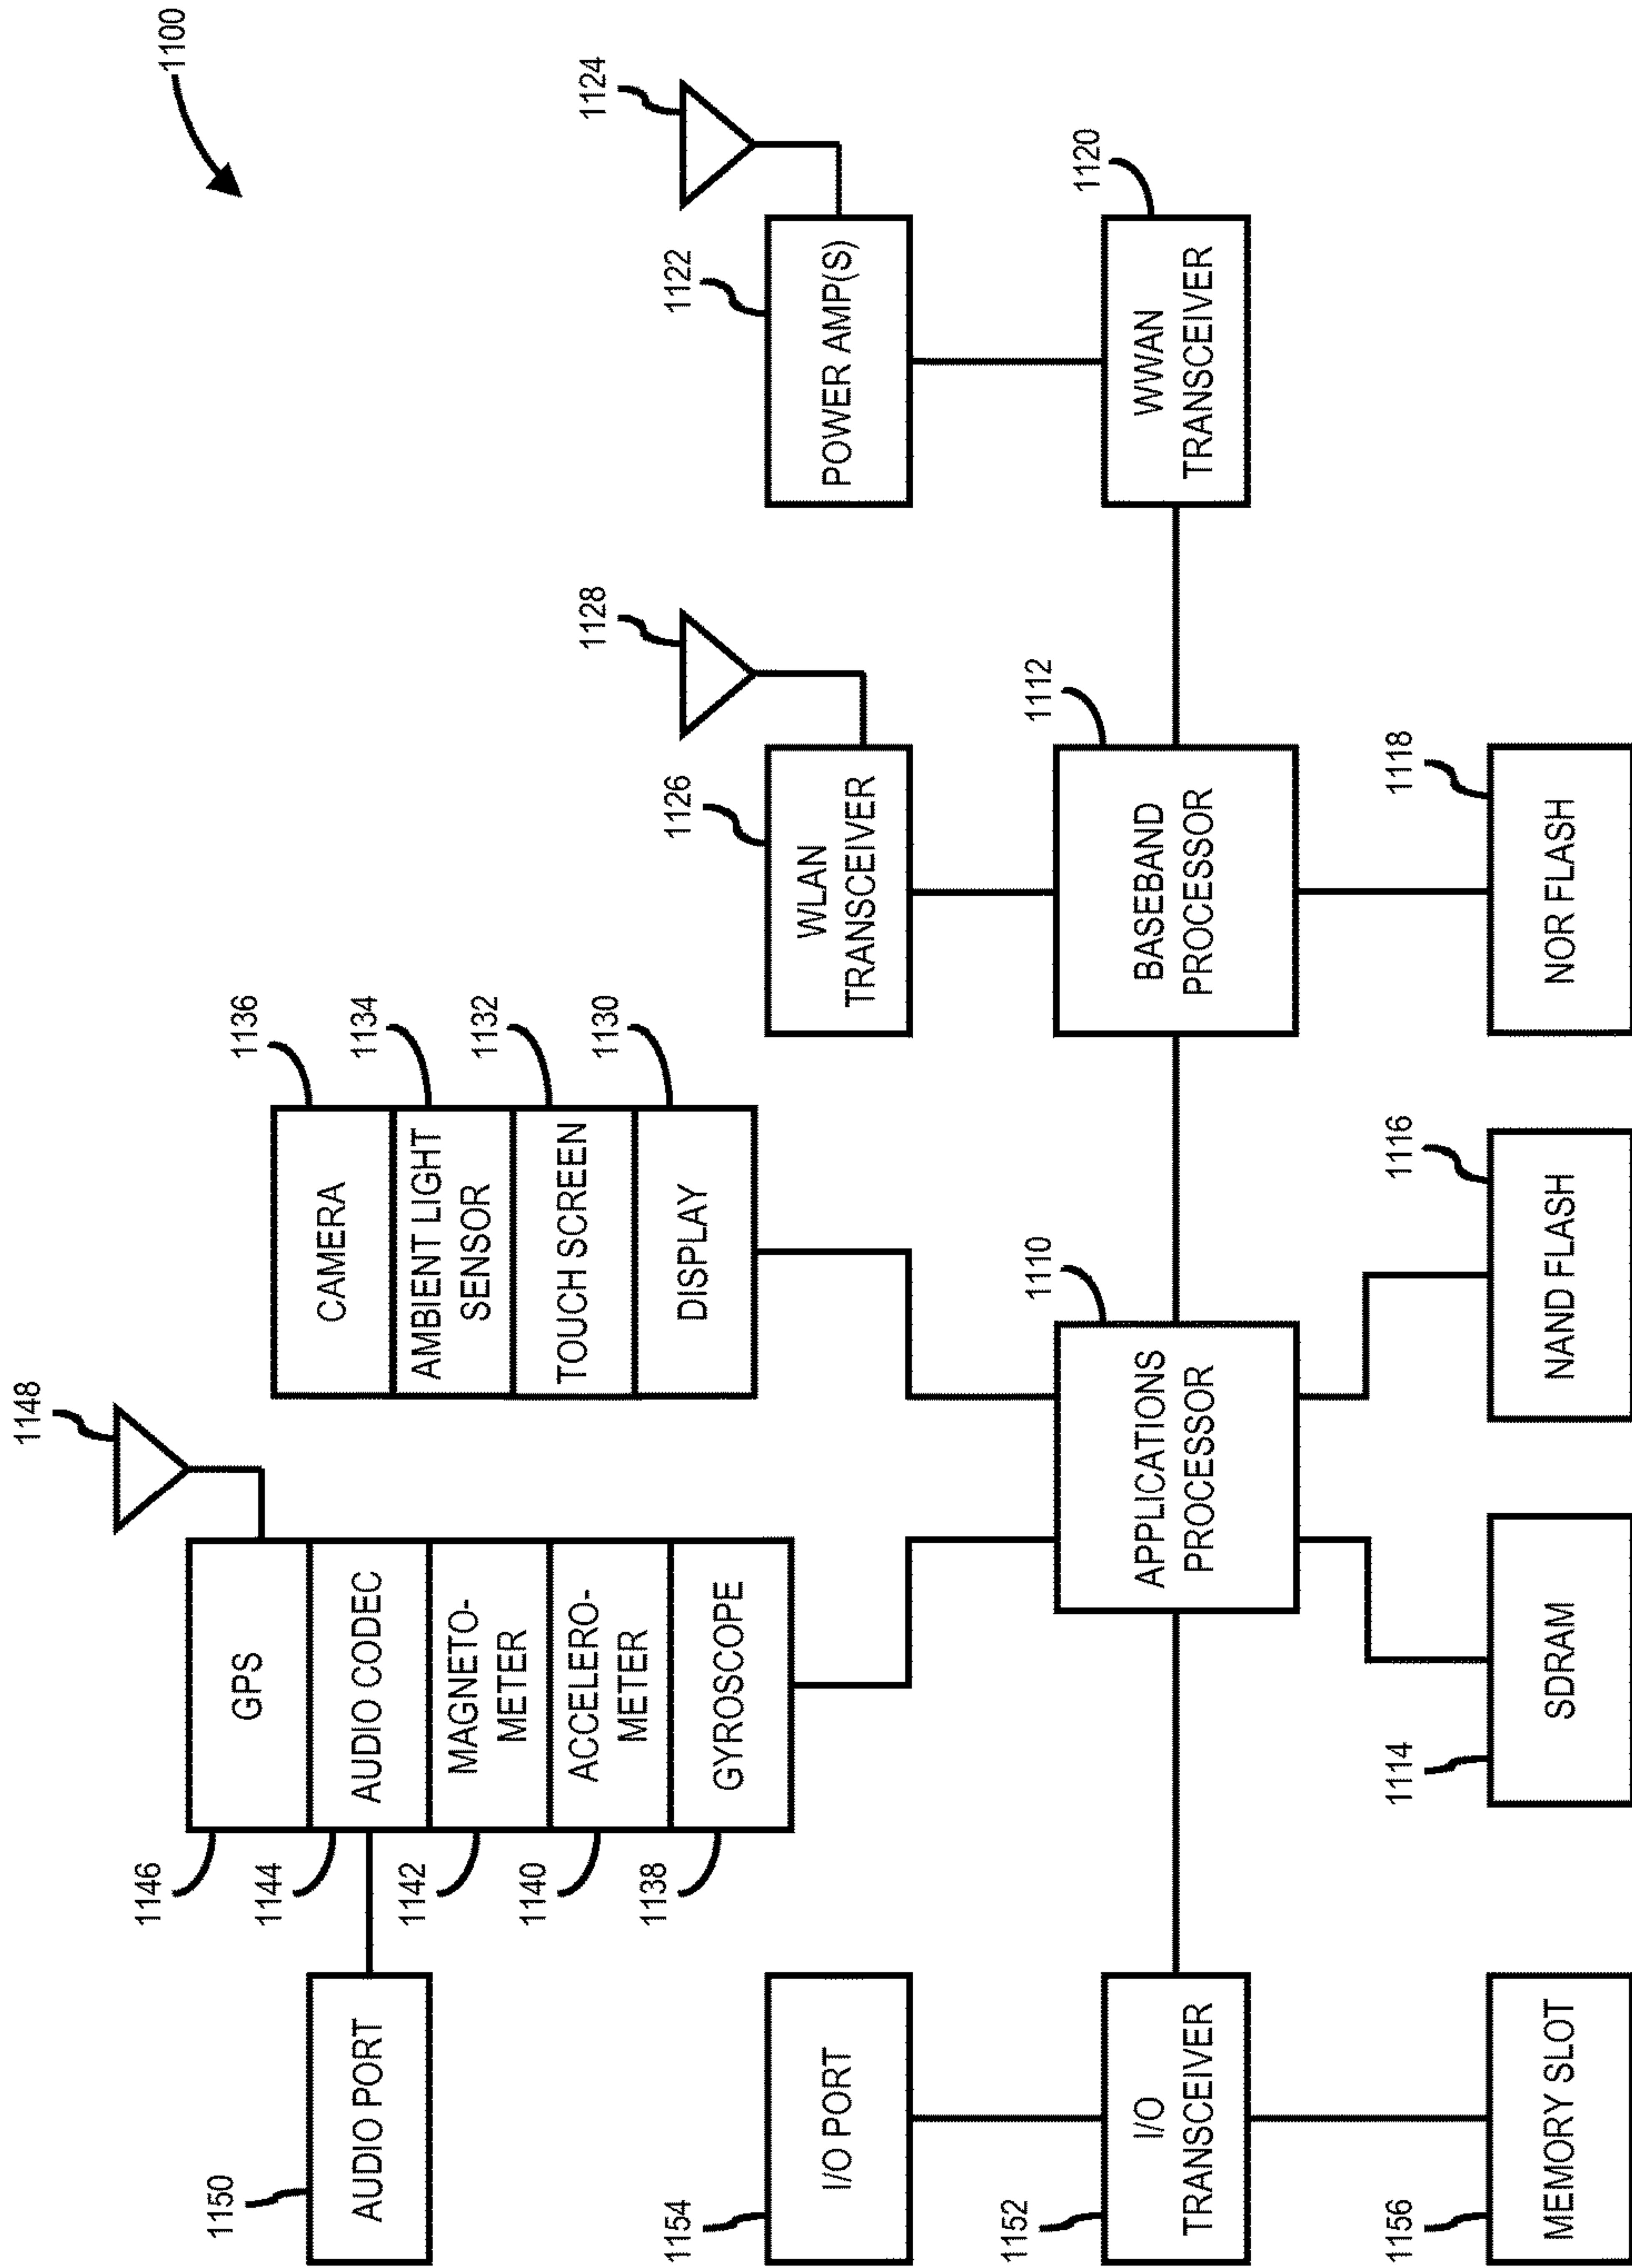 1100
1148
1136
1134
1132
1130
1146
1144
1142
1140
1138
GPS
AUDIO CODEC
MAGNETO-
METER
ACCELERO-
METER
GYROSCOPE
CAMERA
AMBIENT LIGHT
SENSOR
TOUCH SCREEN
DISPLAY
1150
AUDIO PORT
1128
1124
1154
I/O PORT
1126
WLAN
TRANSCEIVER
1122
POWER AMP(S)
1152
I/O
TRANSCEIVER
1110
APPLICATIONS
PROCESSOR
1112
BASEBAND
PROCESSOR
1120
WWAN
TRANSCEIVER
1156
MEMORY SLOT
1114
SDRAM
1116
NAND FLASH
1118
NOR FLASH